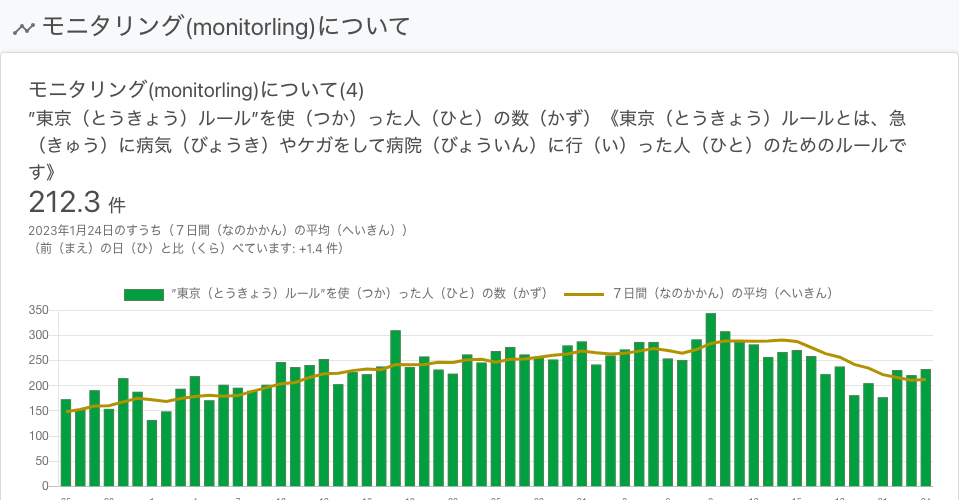 モニタリング(monitorling)について
モニタリング(monitorling)について(4)
”東京（とうきょう）ルール”を使（つか）った人（ひと）の数（かず）《東京（とうきょう）ルールとは、急
（きゅう）に病気（びょうき）やケガをして病院（びょういん）に行（い）った人（ひと）のためのルールで
す》
212.3 件
2023年1月24日のすうち（７日間（なのかかん）の平均（へいきん））
（前（まえ）の日（ひ）と比（くら）べています: +1.4 件）
”東京（とうきょう）ルール”を使（つか）った人（ひと）の数（かず）
７日間（なのかかん）の平均（へいきん）
350
300
250
200
150
100
50
0